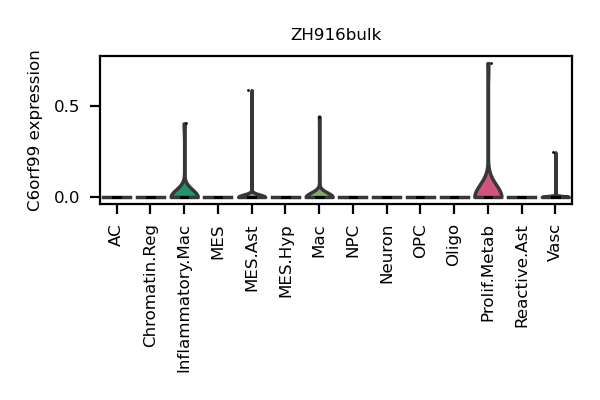 ZH916bulk
C6orf99 expression
0.5
0.0
AC
Chromatin.Reg
Inflammatory.Mac
MES
MES.Ast
MES.Hyp
Mac
NPC
Neuron
OPC
Oligo
Prolif.Metab
Reactive.Ast
Vasc